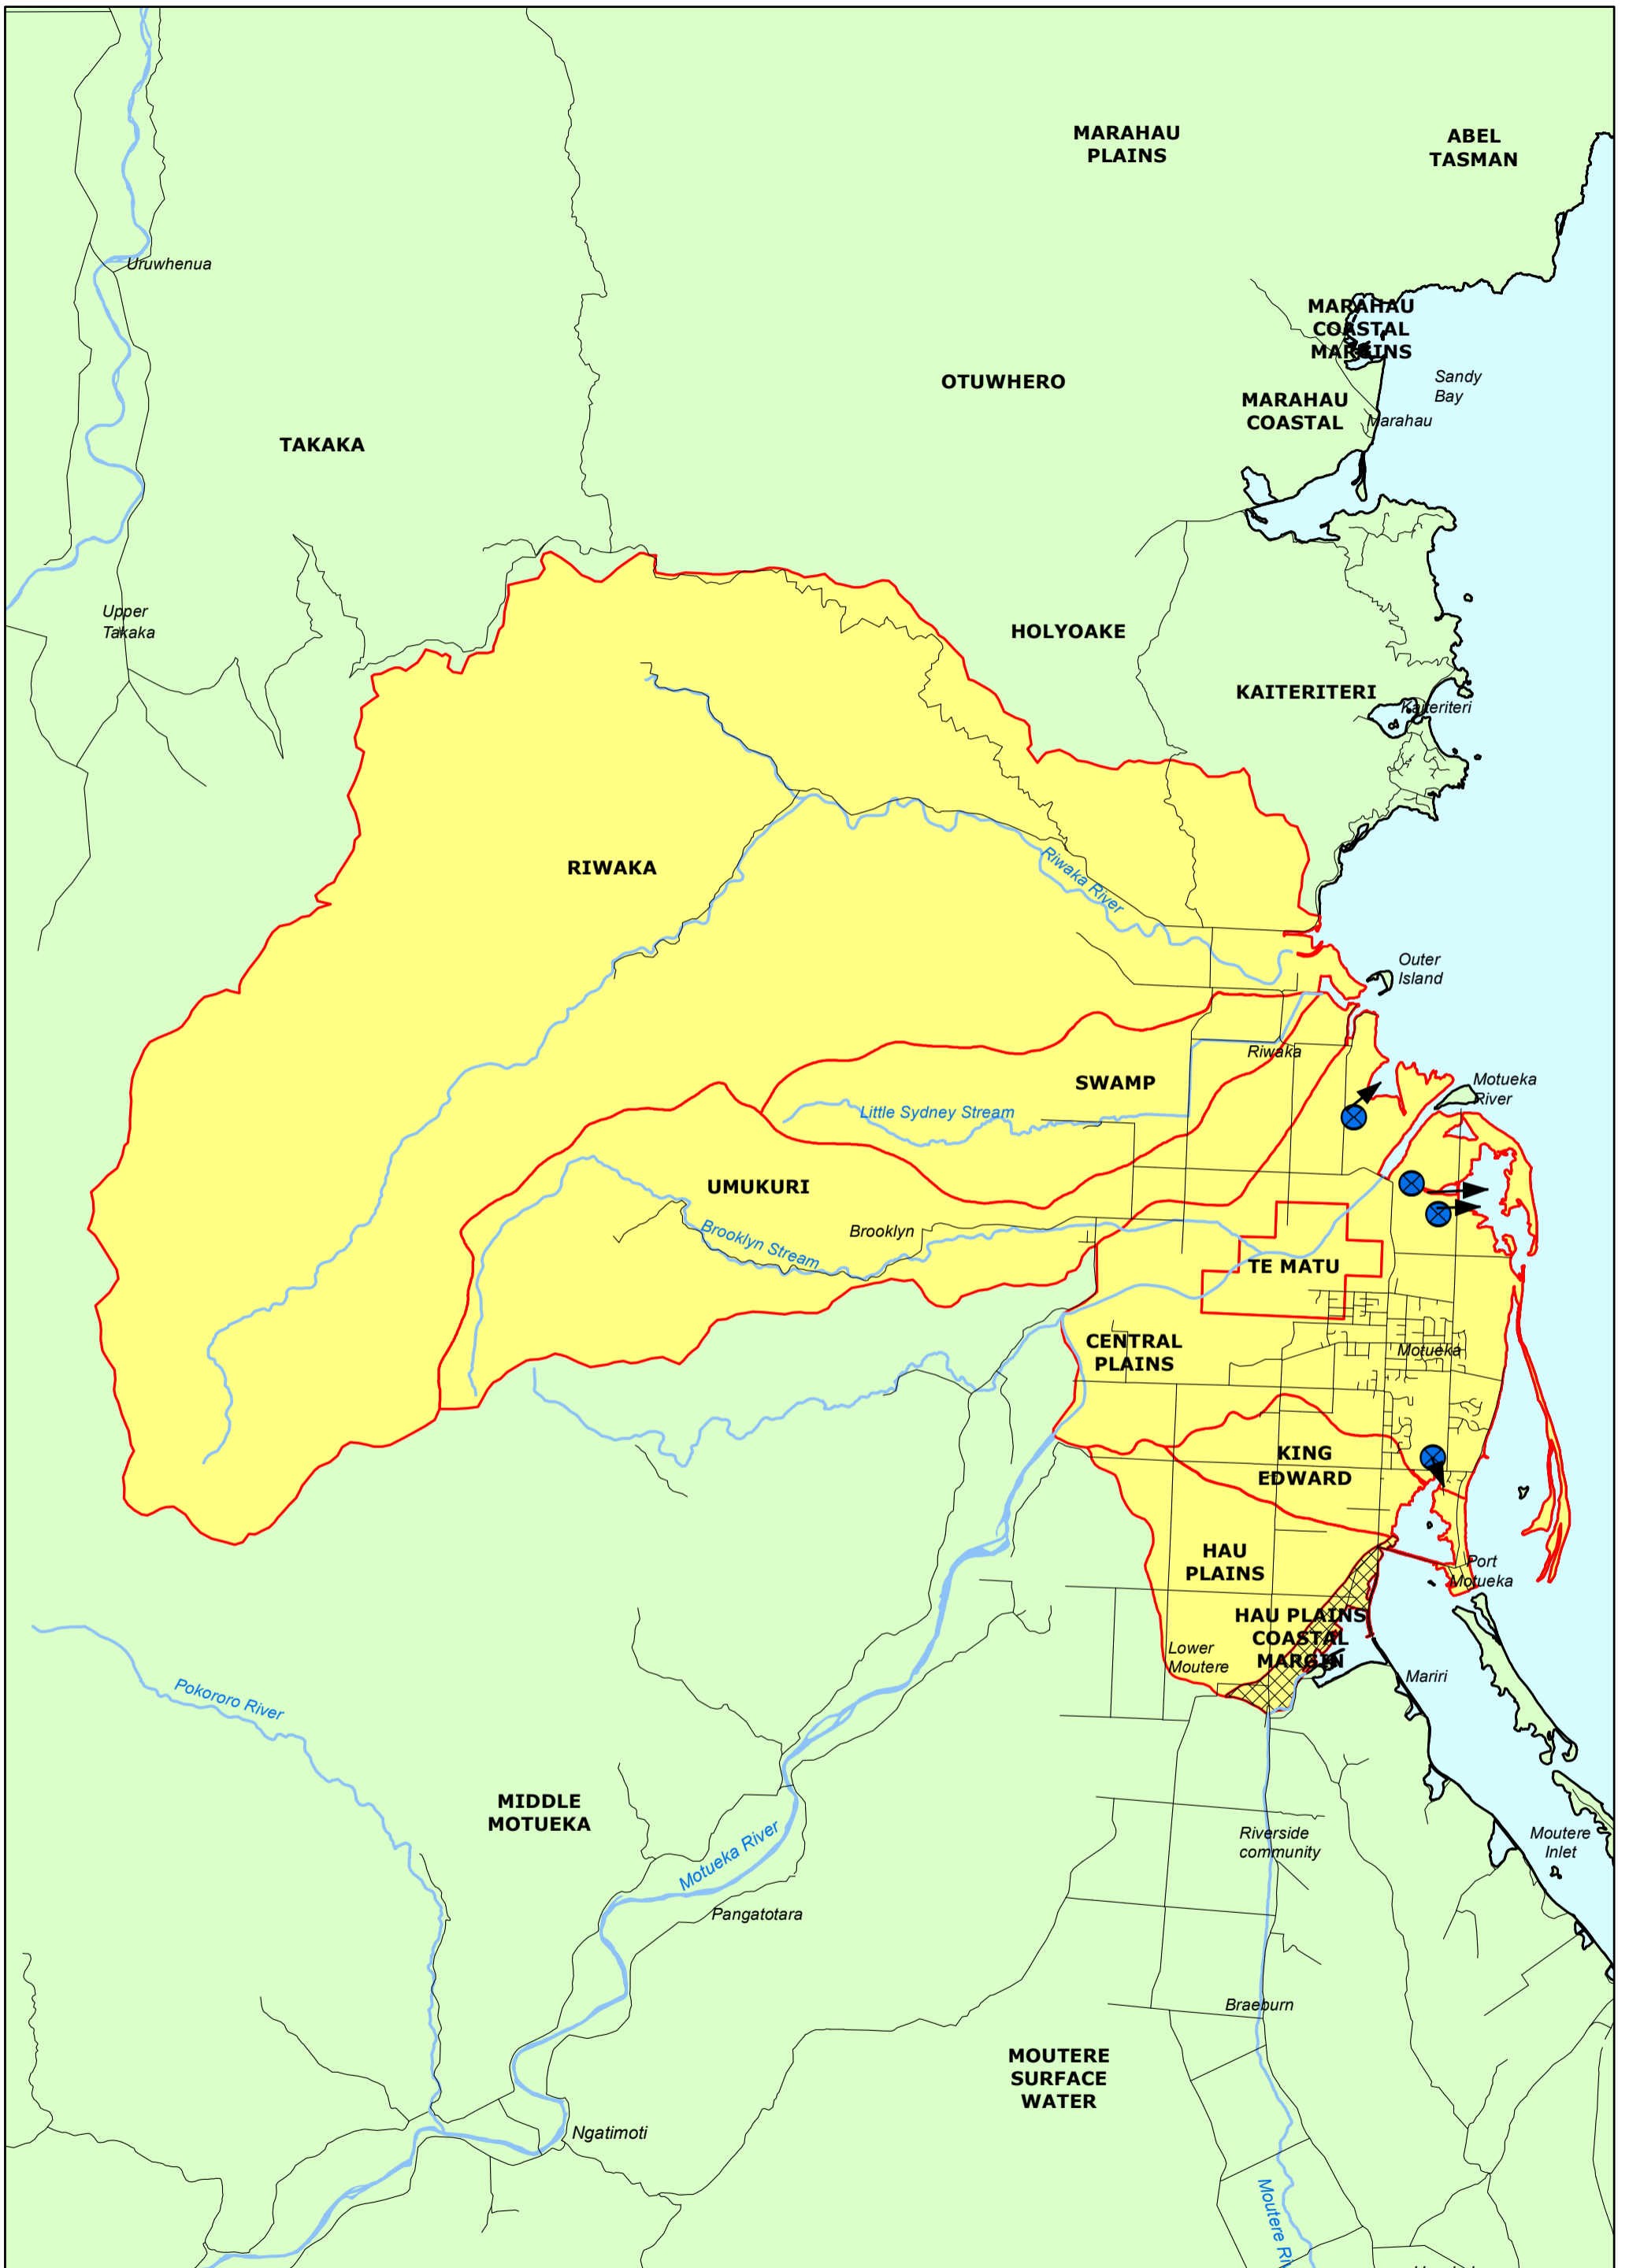 MARAHAU
PLAINS
ABEL
TASMAN
Uruwhenua
MARAHAU
COASTAL
MARGINS
Sandy
Bay
OTUWHERO
MARAHAU
COASTAL
Marahau
TAKAKA
Upper
Takaka
HOLYOAKE
KAITERITERI
Kaiteriteri
RIWAKA
Riwaka River
Outer
Island
Riwaka
SWAMP
Motueka
River
Little Sydney Stream
UMUKURI
Brooklyn
Brooklyn Stream
TE MATU
CENTRAL
PLAINS
Motueka
KING
EDWARD
HAU
PLAINS
Port
Motueka
HAU PLAINS
COASTAL
MARGIN
Lower
Moutere
Mariri
Pokororo River
MIDDLE
MOTUEKA
Motueka River
Riverside
community
Moutere
Inlet
Pangatotara
Braeburn
MOUTERE
SURFACE
WATER
Ngatimoti
Moutere